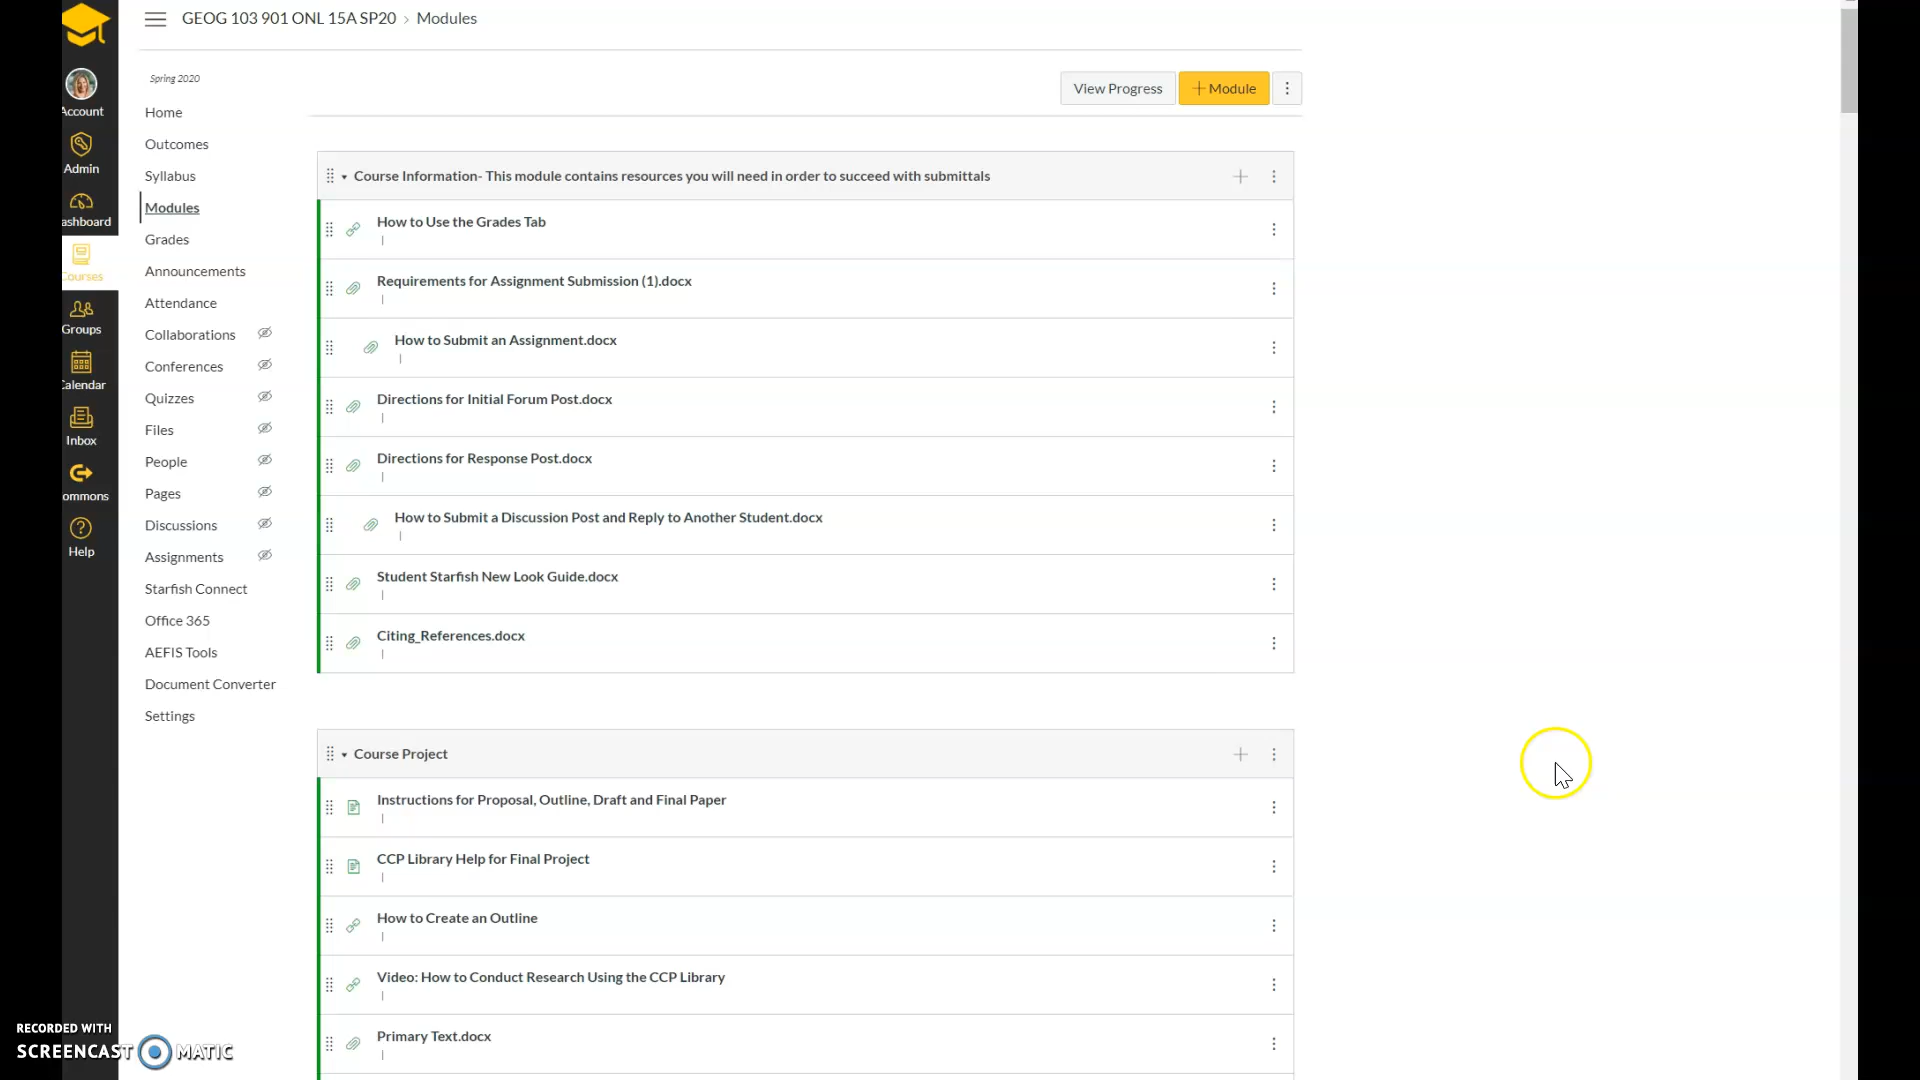 GEOG 103 901 ONL 15A SP20 › Modules
Spring 2020
View Progress
Module
Account
Admin
ashboard
Courses
Groups
Calendar
Inbox
ommons
Help
Home
Outcomes
Syllabus
Modules
Grades
Announcements
Attendance
Collaborations
Conferences
Quizzes
Files
People
Pages
Discussions
Assignments
Starfish Connect
Office 365
AEFIS Tools
Document Converter
Settings
Course Information- This module contains resources you will need in order to succeed with submittals
How to Use the Grades Tab
Requirements for Assignment Submission (1).docx
How to Submit an Assignment.docx
Directions for Initial Forum Post.docx
Directions for Response Post.docx
How to Submit a Discussion Post and Reply to Another Student.docx
Student Starfish New Look Guide.docx
Citing_References.docx
Course Project
Instructions for Proposal, Outline, Draft and Final Paper
CCP Library Help for Final Project
How to Create an Outline
Video: How to Conduct Research Using the CCP Library
Primary Text.docx
RECORDED WITH
SCREENCAST MATIC